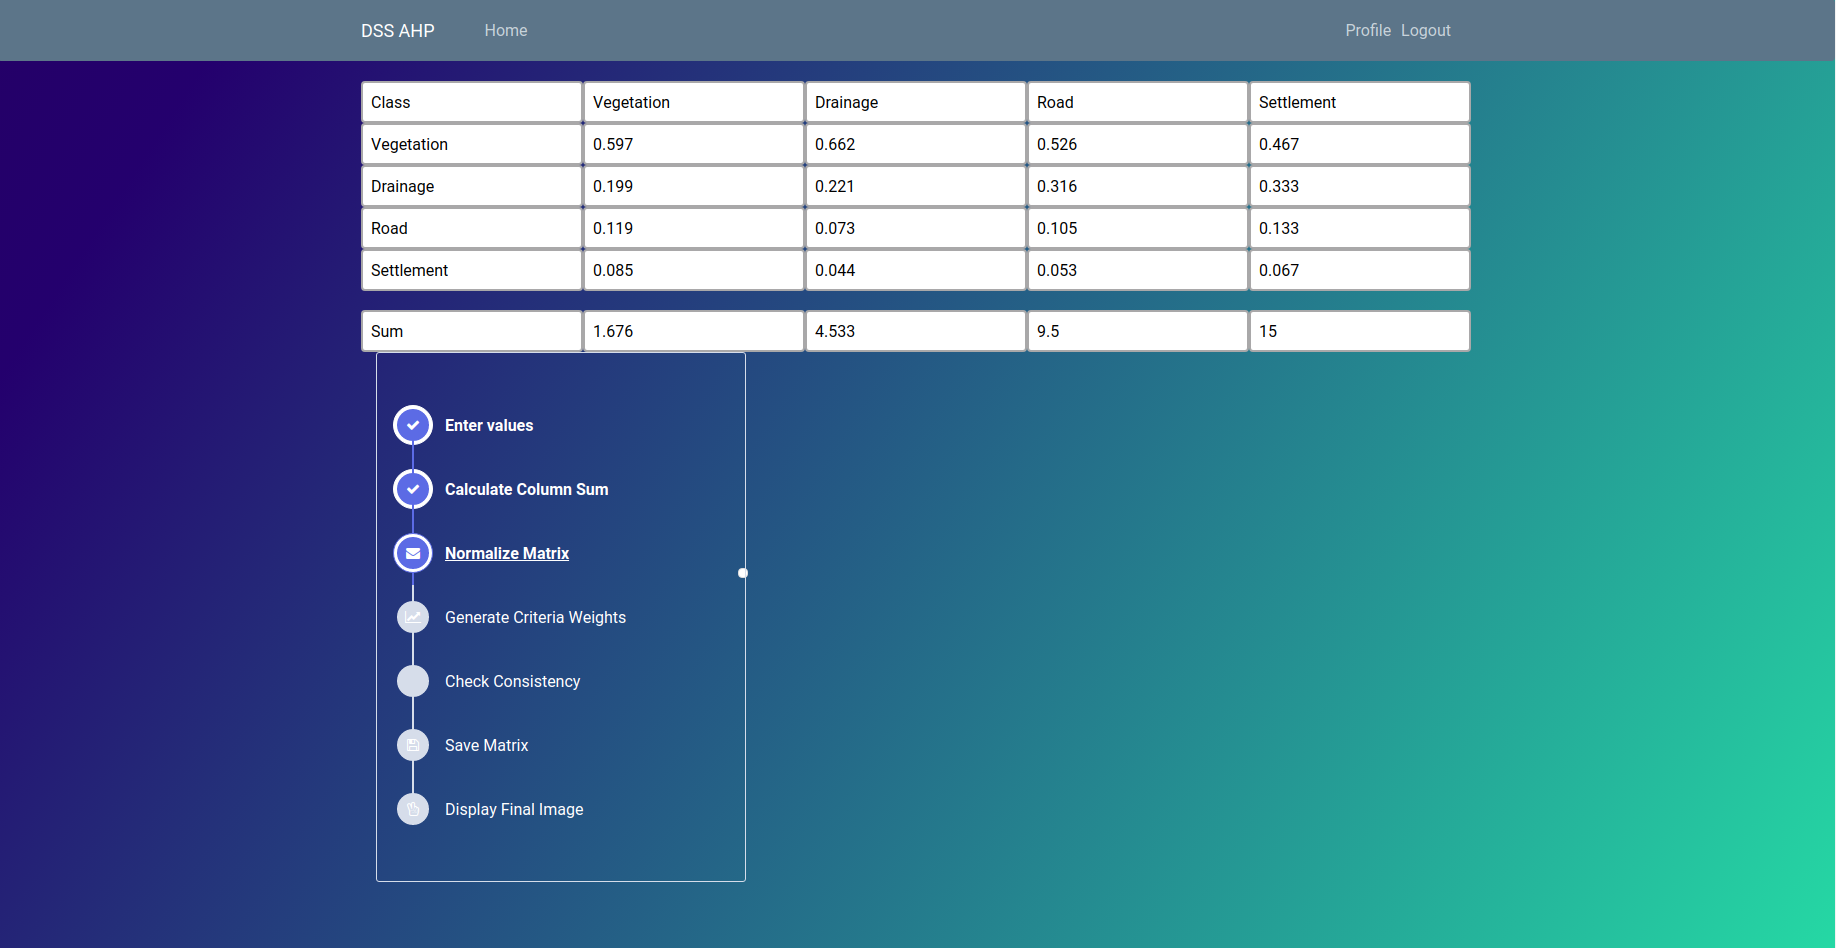 DSS AHP Home Profile Logout
Class Vegetation Drainage Road Settlement
Vegetation 0.597 0.662 0.526 0.467
Drainage 0.199 0.221 0.316 0.333
Road 0.119 0.073 0.105 0.133
Settlement 0.085 0.044 0.053 0.067
Sum 1.676 4.533 9.5 15
Enter values
Calculate Column Sum
Normalize Matrix
Generate Criteria Weights
Check Consistency
Save Matrix
Display Final Image